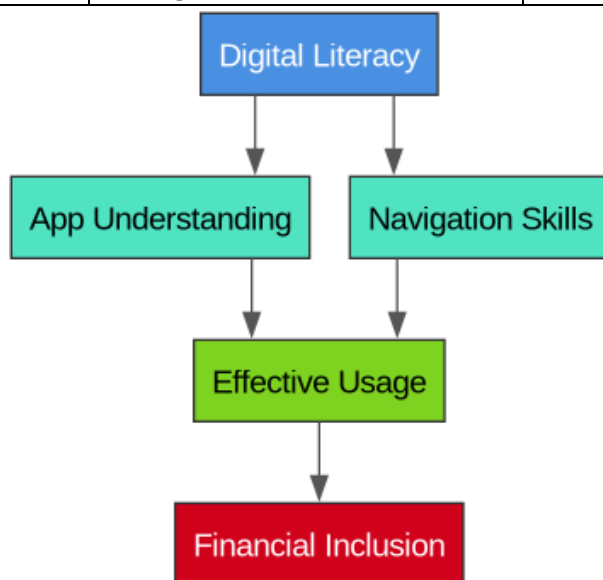 Digital Literacy
App Understanding
Navigation Skills
Effective Usage
Financial Inclusion